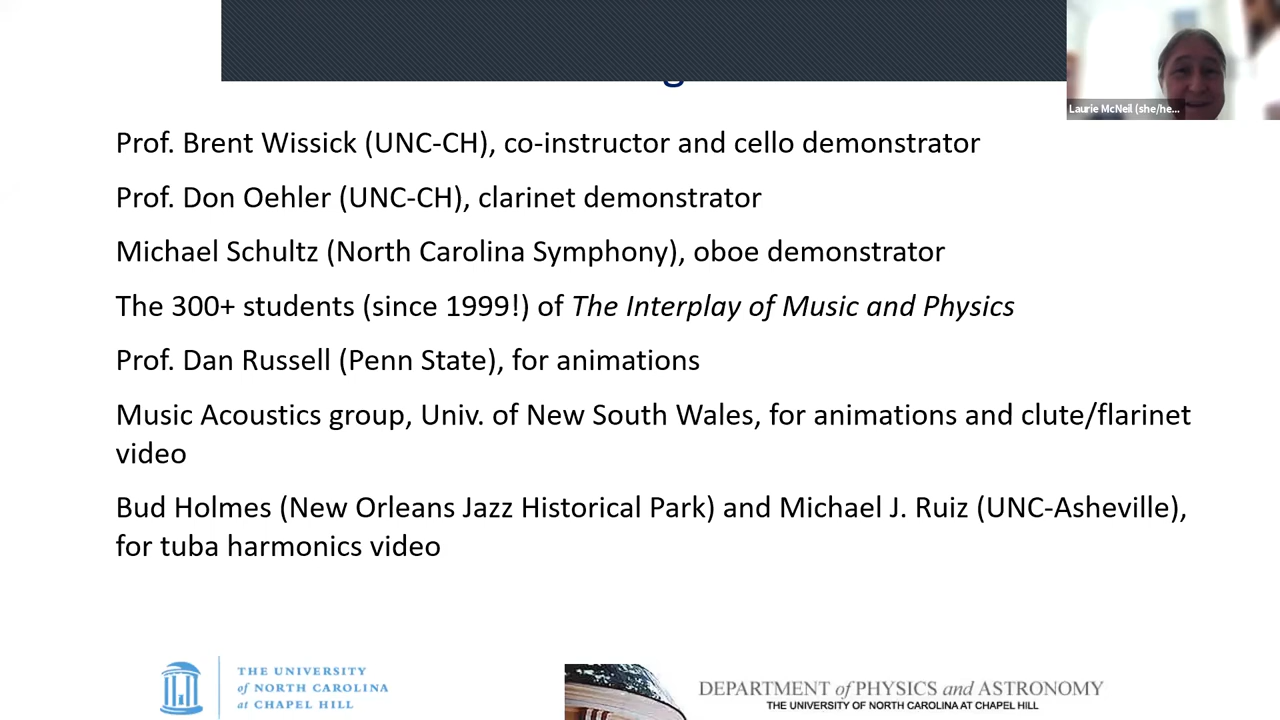 Laurie McNeil (she/he...
Prof. Brent Wissick (UNC-CH), co-instructor and cello demonstrator
Prof. Don Oehler (UNC-CH), clarinet demonstrator
Michael Schultz (North Carolina Symphony), oboe demonstrator
The 300+ students (since 1999!) of The Interplay of Music and Physics
Prof. Dan Russell (Penn State), for animations
Music Acoustics group, Univ. of New South Wales, for animations and clute/flarinet
video
Bud Holmes (New Orleans Jazz Historical Park) and Michael J. Ruiz (UNC-Asheville),
for tuba harmonics video
THE UNIVERSITY
of NORTH CAROLINA
at CHAPEL HILL
DEPARTMENT of PHYSICS and ASTRONOMY
THE UNIVERSITY OF NORTH CAROLINA AT CHAPEL HILL